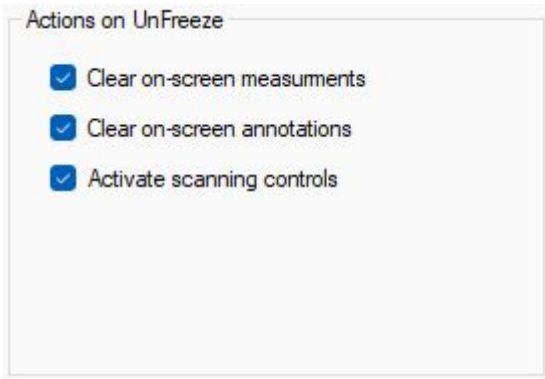 Actions on UnFreeze
Clear on-screen measurments
Clear on-screen annotations
Activate scanning controls